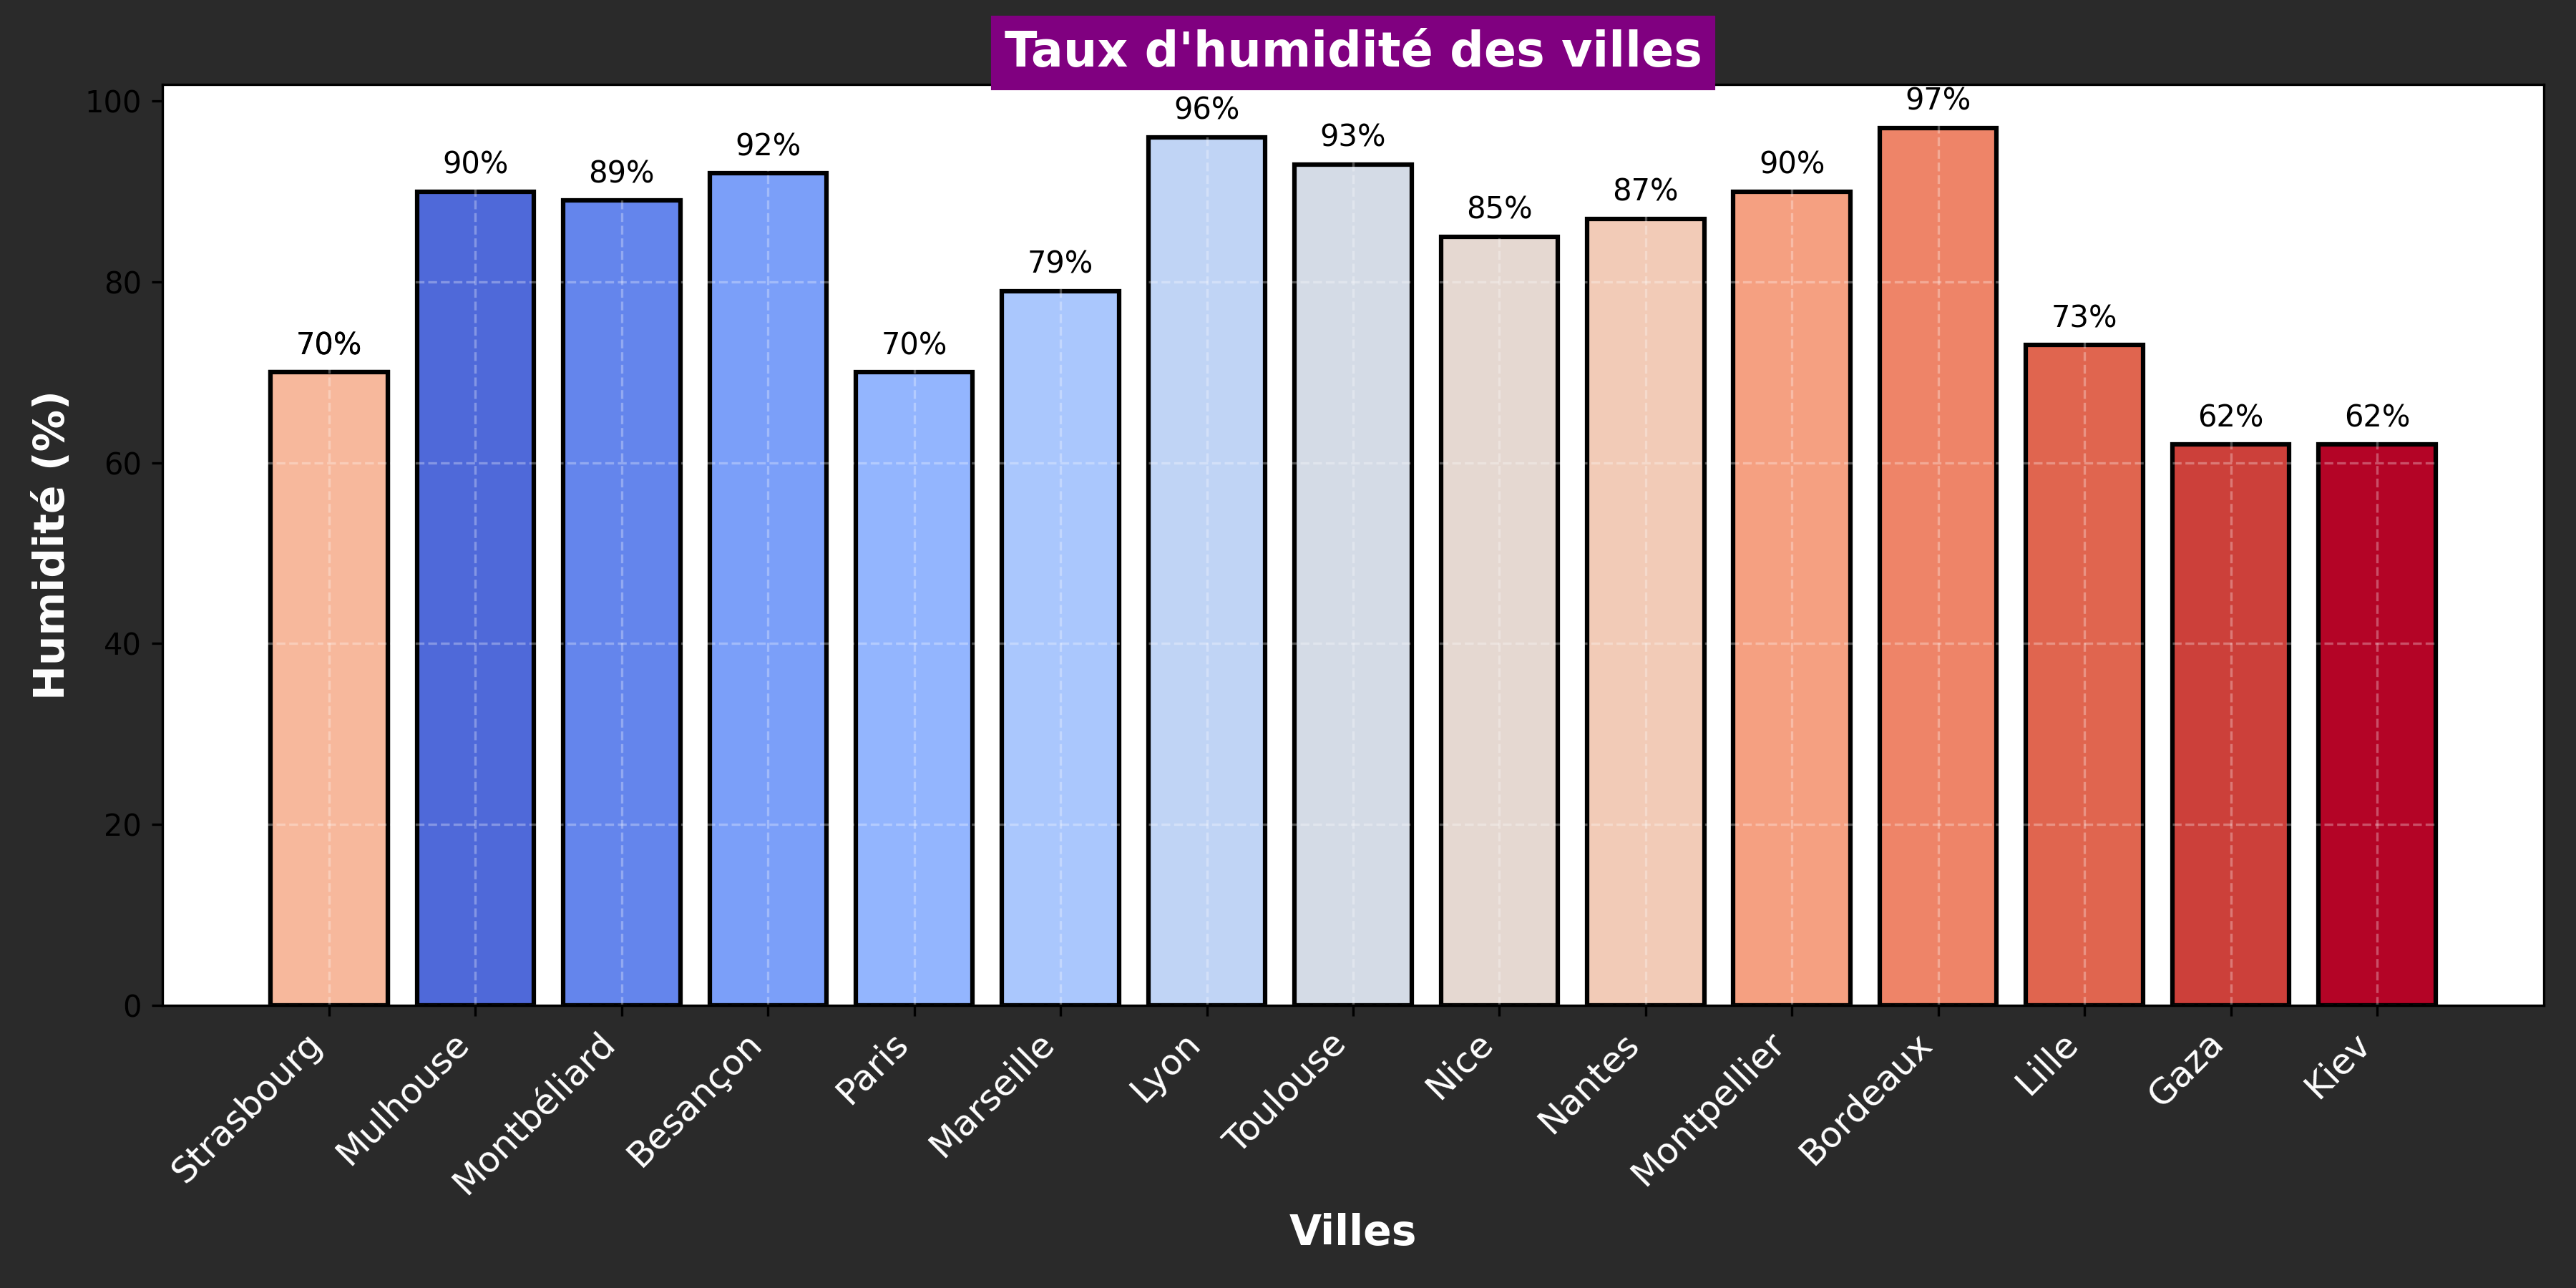 Taux d'humidité des villes
Humidité (%)
100
80
60
40
20
0
70%
90%
89%
92%
70%
79%
96%
93%
85%
87%
90%
97%
73%
62%
62%
Strasbourg
Mulhouse
Montbéliard
Besançon
Paris
Marseille
Lyon
Toulouse
Nice
Nantes
Montpellier
Bordeaux
Lille
Gaza
Kiev
Villes